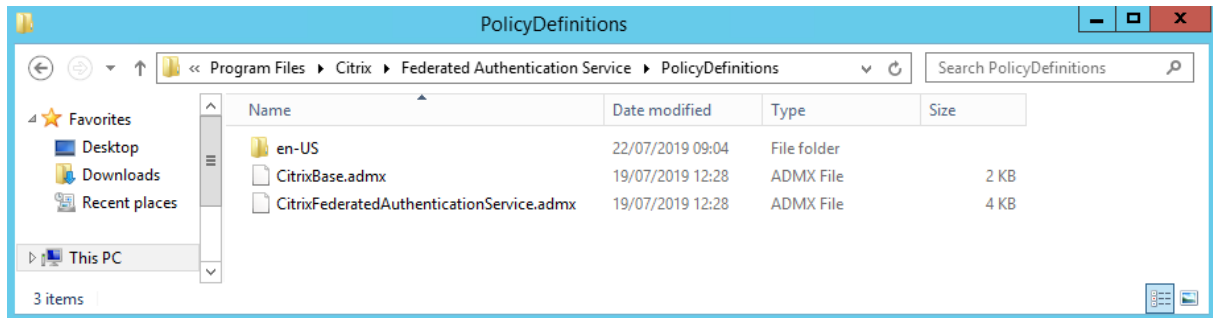 PolicyDefinitions
« Program Files ▸ Citrix ▸ Federated Authentication Service ▸ PolicyDefinitions Search PolicyDefinitions
Favorites
Desktop
Downloads
Recent places
This PC
Name Date modified Type Size
en-US 22/07/2019 09:04 File folder
CitrixBase.admx 19/07/2019 12:28 ADMX File 2 KB
CitrixFederatedAuthenticationService.admx 19/07/2019 12:28 ADMX File 4 KB
3 items